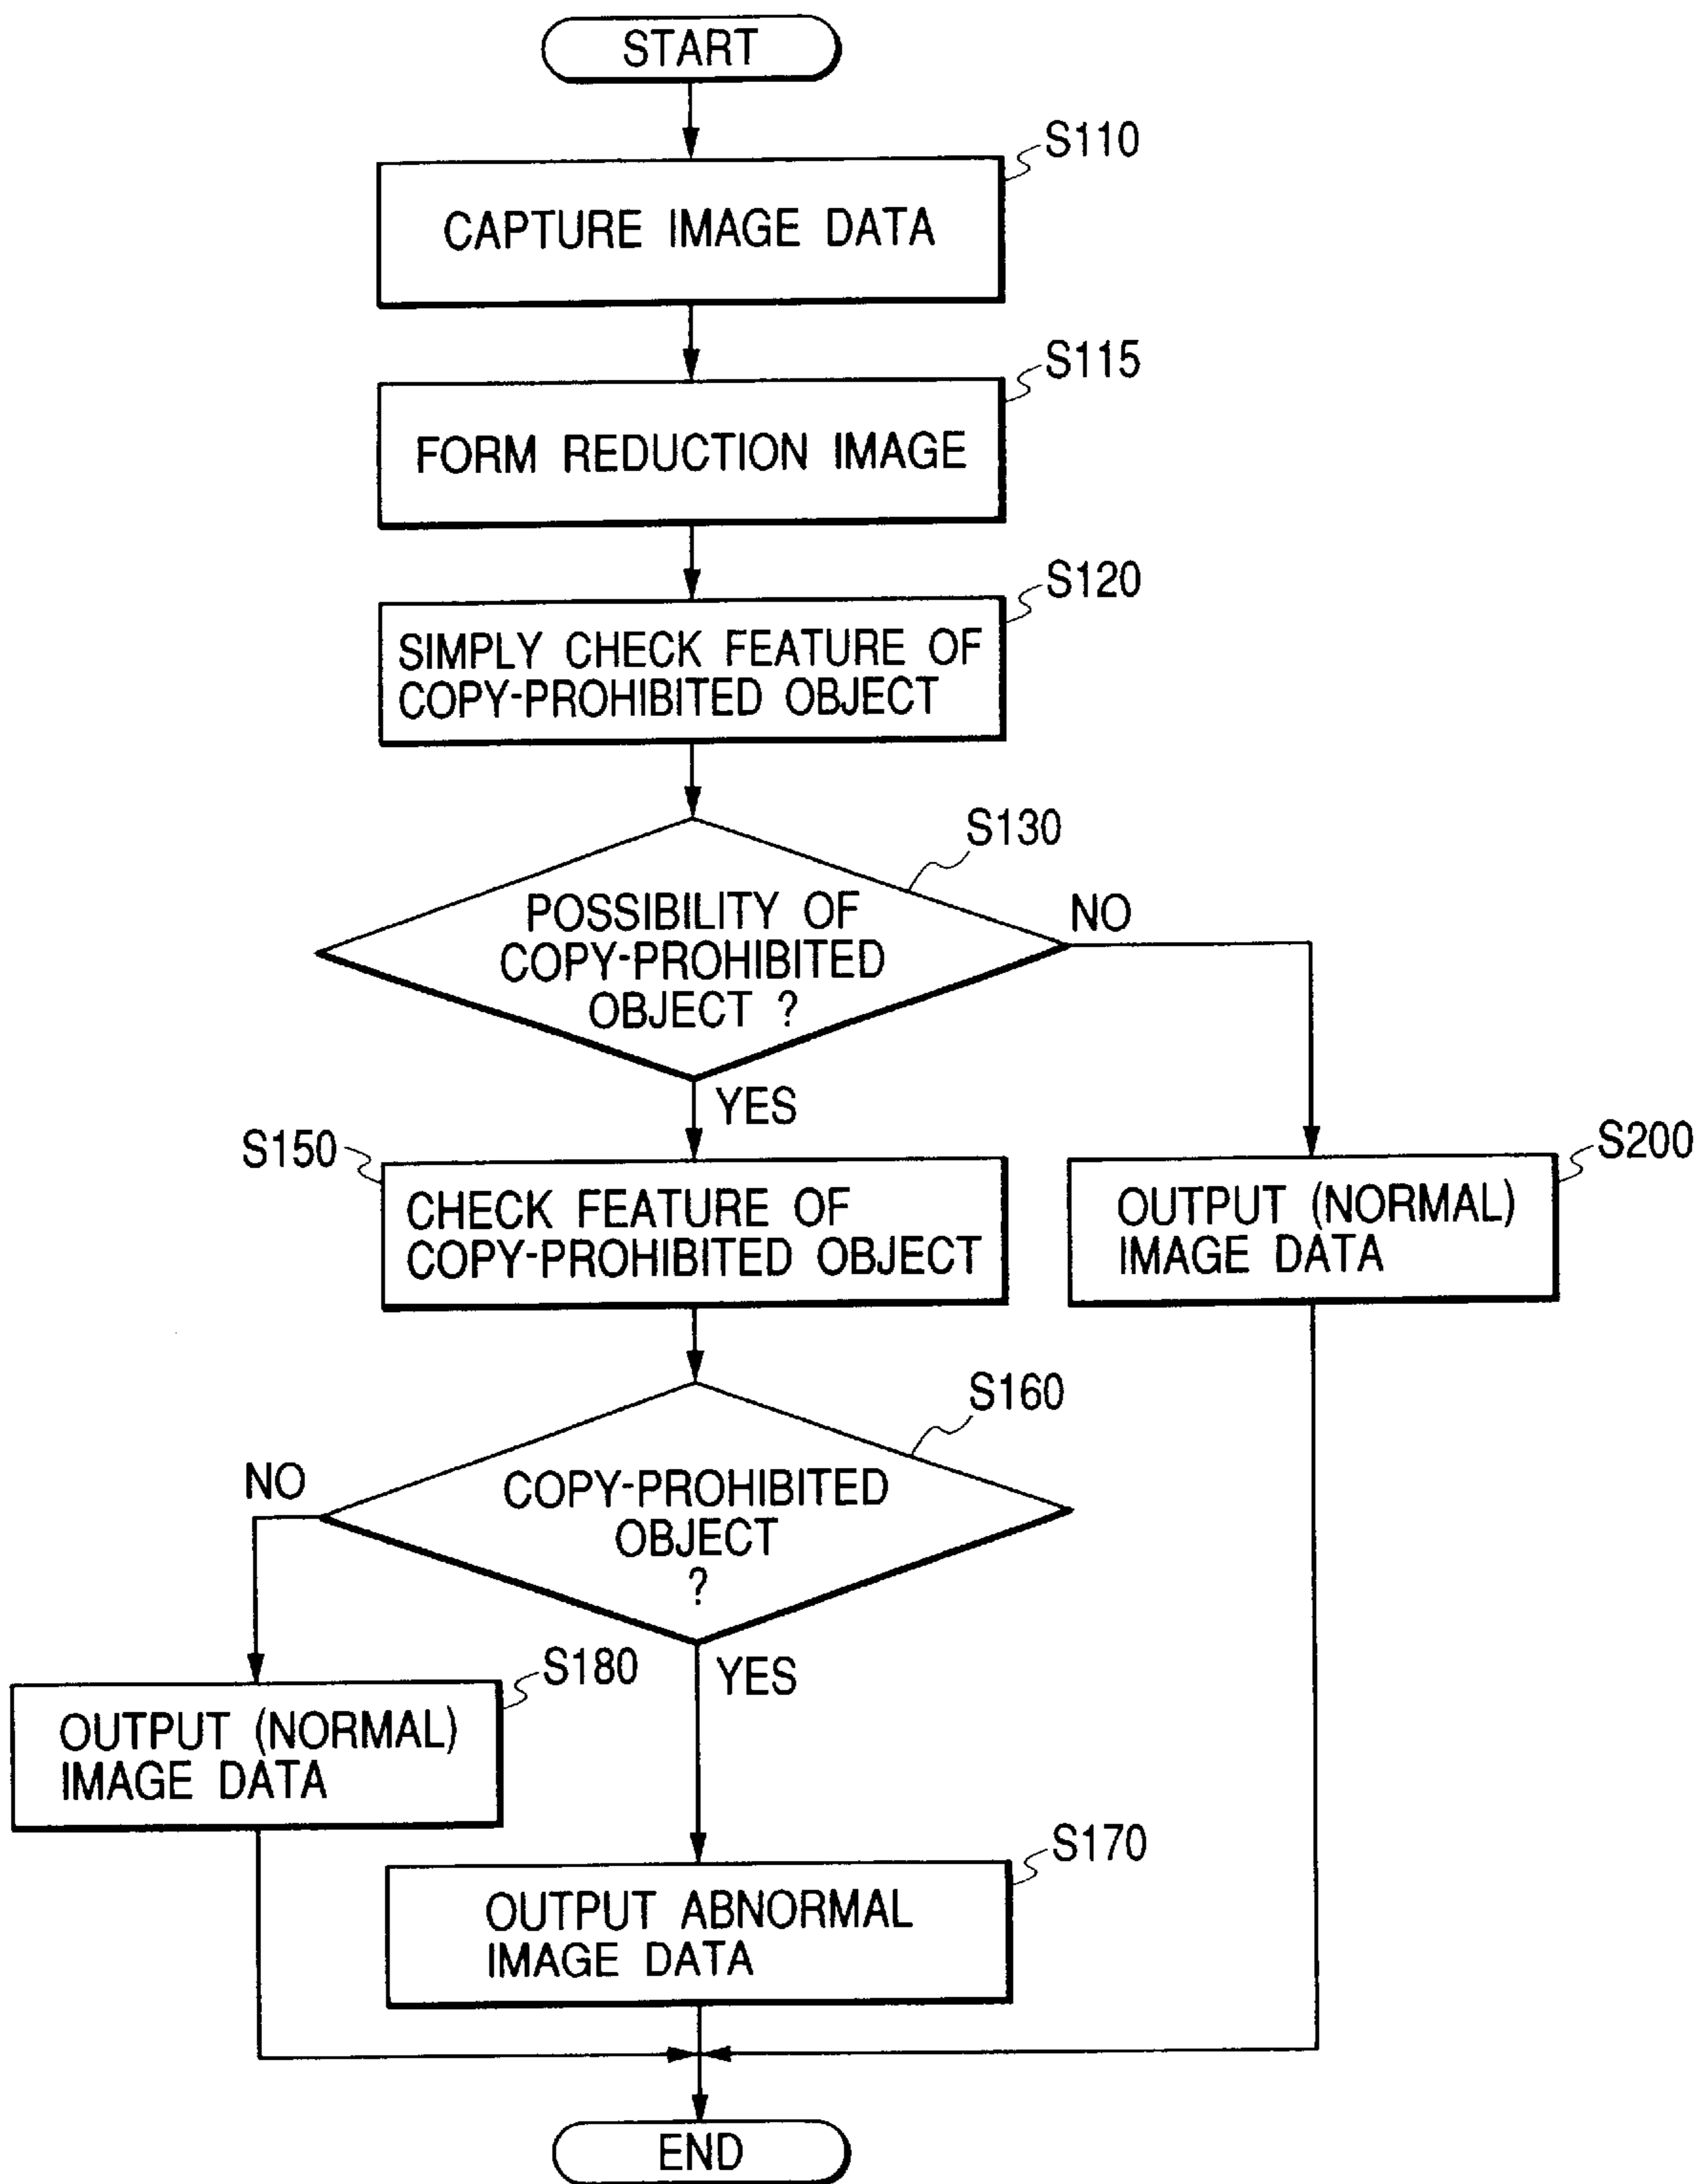 START
S110
CAPTURE IMAGE DATA
S115
FORM REDUCTION IMAGE
S120
SIMPLY CHECK FEATURE OF
COPY-PROHIBITED OBJECT
S130
POSSIBILITY OF
COPY-PROHIBITED
OBJECT ?
NO
YES
S150
CHECK FEATURE OF
COPY-PROHIBITED OBJECT
S200
OUTPUT (NORMAL)
IMAGE DATA
S160
COPY-PROHIBITED
OBJECT
?
NO
YES
S180
OUTPUT (NORMAL)
IMAGE DATA
S170
OUTPUT ABNORMAL
IMAGE DATA
END